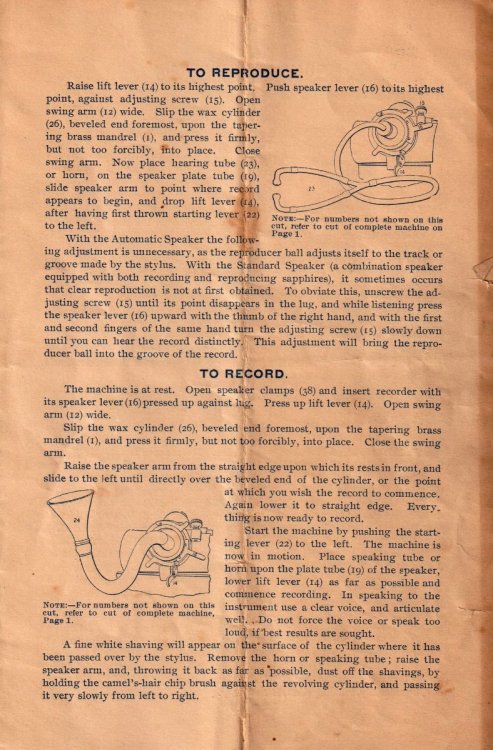 TO REPRODUCE.
Raise lift lever (14) to its highest point. Push speaker lever (16) to its highest
point, against adjusting screw (15). Open
swing arm (12) wide. Slip the wax cylinder
(26), beveled end foremost, upon the taper-
ing brass mandrel (1), and press it firmly,
but not too forcibly, into place. Close
swing arm. Now place hearing tube (23),
or horn, on the speaker plate tube (19),
slide speaker arm to point where record
appears to begin, and drop lift lever (14),
after having first thrown starting lever (22)
to the left.
23
14
NOTE:—For numbers not shown on this
cut, refer to cut of complete machine on
Page 1.
With the Automatic Speaker the follow-
ing adjustment is unnecessary, as the reproducer ball adjusts itself to the track or
groove made by the stylus. With the Standard Speaker (a combination speaker
equipped with both recording and reproducing sapphires), it sometimes occurs
that clear reproduction is not at first obtained. To obviate this, unscrew the ad-
justing screw (15) until its point disappears in the lug, and while listening press
the speaker lever (16) upward with the thumb of the right hand, and with the first
and second fingers of the same hand turn the adjusting screw (15) slowly down
until you can hear the record distinctly. This adjustment will bring the repro-
ducer ball into the groove of the record.
TO RECORD.
The machine is at rest. Open speaker clamps (38) and insert recorder with
its speaker lever (16) pressed up against lug. Press up lift lever (14). Open swing
arm (12) wide.
Slip the wax cylinder (26), beveled end foremost, upon the tapering brass
mandrel (1), and press it firmly, but not too forcibly, into place. Close the swing
arm.
Raise the speaker arm from the straight edge upon which its rests in front, and
slide to the left until directly over the beveled end of the cylinder, or the point
at which you wish the record to commence.
Again lower it to straight edge. Every-
thing is now ready to record.
Start the machine by pushing the start-
ing lever (22) to the left. The machine is
now in motion. Place speaking tube or
horn upon the plate tube (19) of the speaker,
lower lift lever (14) as far as possible and
commence recording. In speaking to the
instrument use a clear voice, and articulate
well. Do not force the voice or speak too
loud, if best results are sought.
24
14
NOTE:—For numbers not shown on this
cut, refer to cut of complete machine,
Page 1.
A fine white shaving will appear on the surface of the cylinder where it has
been passed over by the stylus. Remove the horn or speaking tube; raise the
speaker arm, and, throwing it back as far as possible, dust off the shavings, by
holding the camel's-hair chip brush against the revolving cylinder, and passing
it very slowly from left to right.